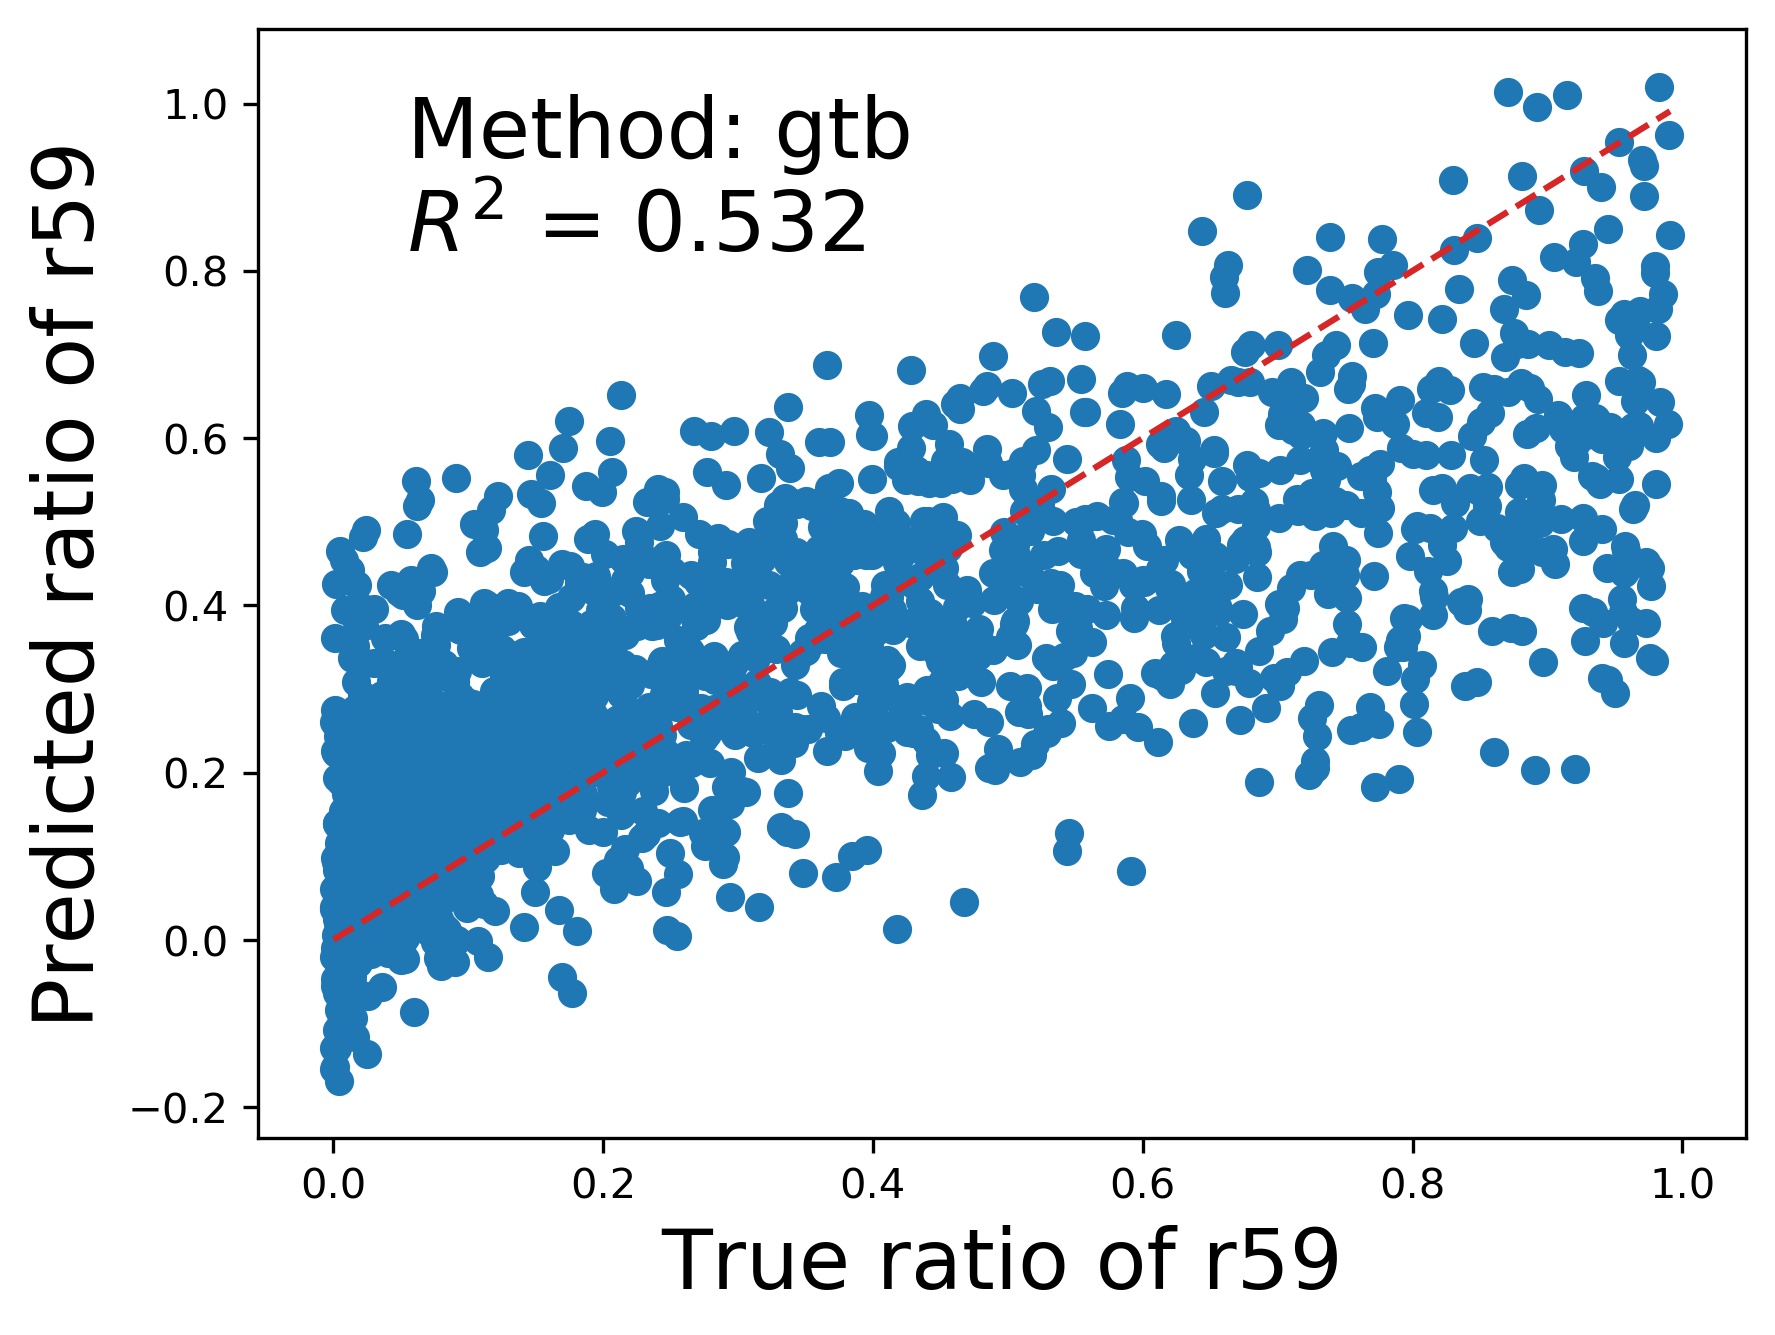 Method: gtb
R² = 0.532
Predicted ratio of r59
1.0
0.8
0.6
0.4
0.2
0.0
−0.2
0.0 0.2 0.4 0.6 0.8 1.0
True ratio of r59